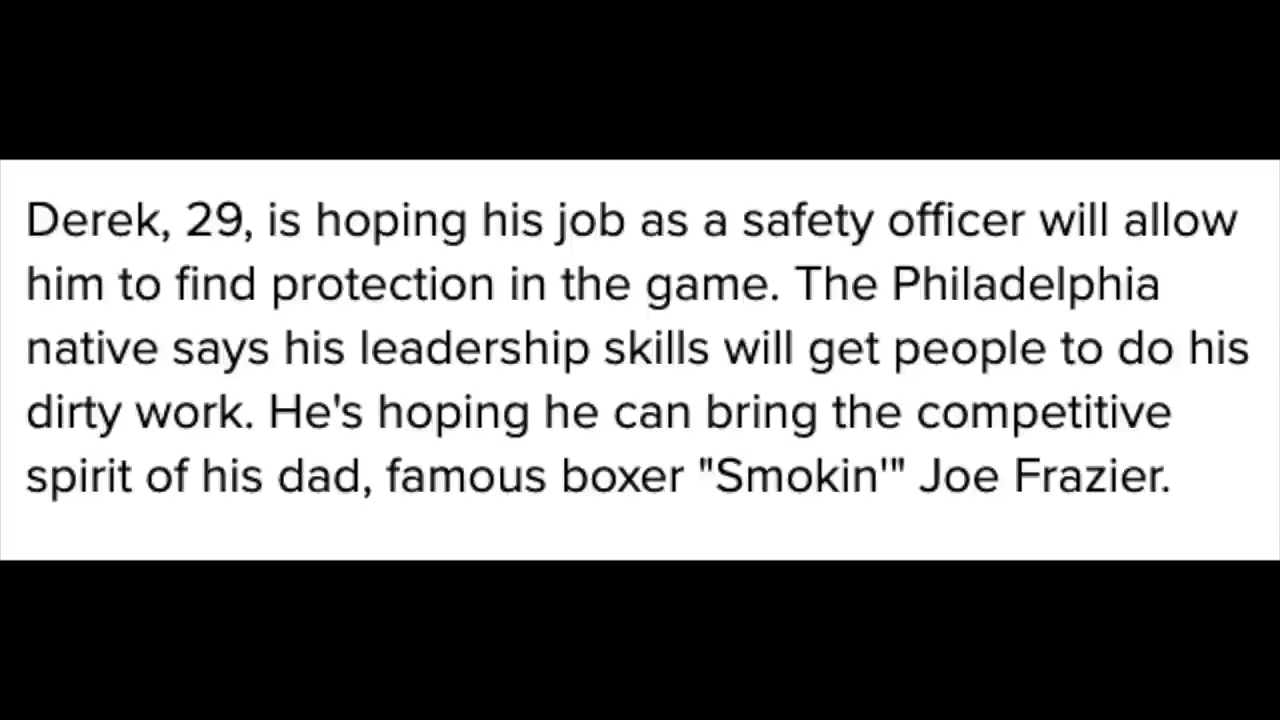 Derek, 29, is hoping his job as a safety officer will allow
him to find protection in the game. The Philadelphia
native says his leadership skills will get people to do his
dirty work. He's hoping he can bring the competitive
spirit of his dad, famous boxer "Smokin'" Joe Frazier.